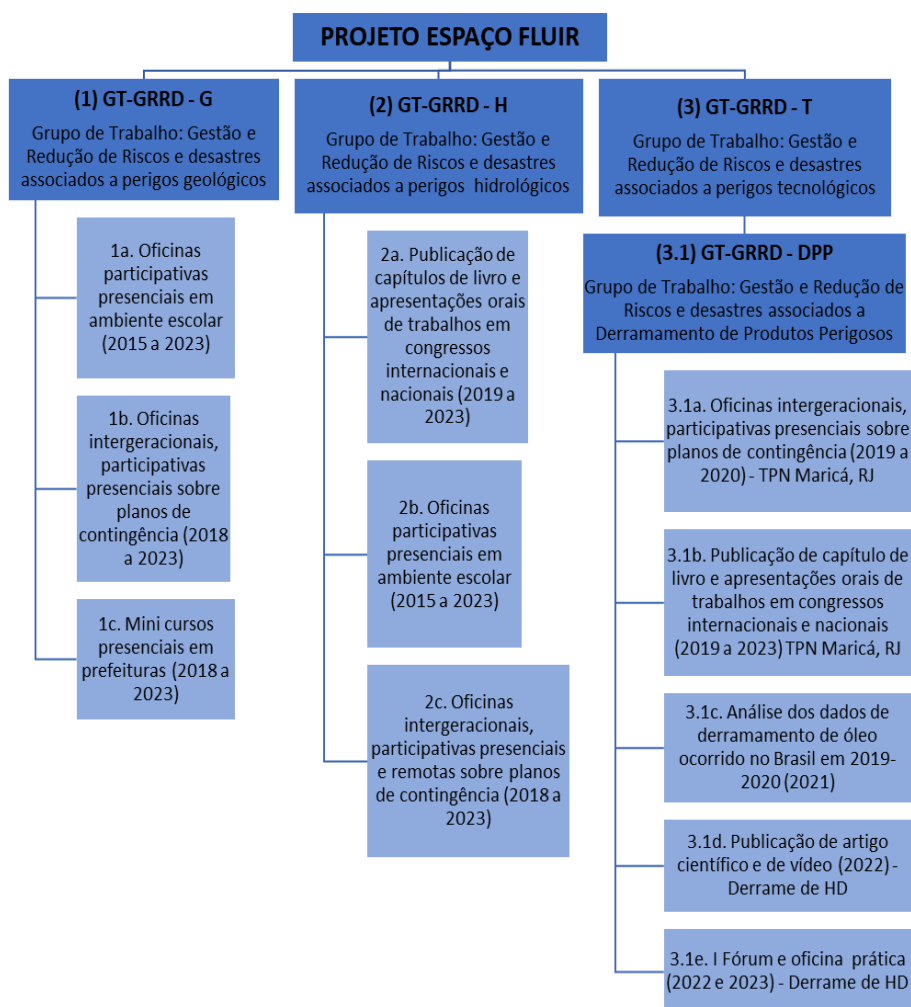 PROJETO ESPAÇO FLUIR
(1) GT-GRRD - G
Grupo de Trabalho: Gestão e
Redução de Riscos e desastres
associados a perigos geológicos
1a. Oficinas
participativas
presenciais em
ambiente escolar
(2015 a 2023)
1b. Oficinas
intergeracionais,
participativas
presenciais sobre
planos de
contingência (2018
a 2023)
1c. Mini cursos
presenciais em
prefeituras (2018 a
2023)
(2) GT-GRRD - H
Grupo de Trabalho: Gestão e
Redução de Riscos e desastres
associados a perigos hidrológicos
2a. Publicação de
capítulos de livro e
apresentações orais
de trabalhos em
congressos
internacionais e
nacionais (2019 a
2023)
2b. Oficinas
participativas
presenciais em
ambiente escolar
(2015 a 2023)
2c. Oficinas
intergeracionais,
participativas presenciais
e remotas sobre planos
de contingência (2018 a
2023)
(3) GT-GRRD - T
Grupo de Trabalho: Gestão e
Redução de Riscos e desastres
associados a perigos tecnológicos
(3.1) GT-GRRD - DPP
Grupo de Trabalho: Gestão e Redução de
Riscos e desastres associados a
Derramamento de Produtos Perigosos
3.1a. Oficinas intergeracionais,
participativas presenciais sobre
planos de contingência (2019 a
2020) - TPN Maricá, RJ
3.1b. Publicação de capítulo de
livro e apresentações orais de
trabalhos em congressos
internacionais e nacionais
(2019 a 2023) TPN Maricá, RJ
3.1c. Análise dos dados de
derramamento de óleo
ocorrido no Brasil em 2019-
2020 (2021)
3.1d. Publicação de artigo
científico e de vídeo (2022) -
Derrame de HD
3.1e. I Fórum e oficina prática
(2022 e 2023) - Derrame de HD